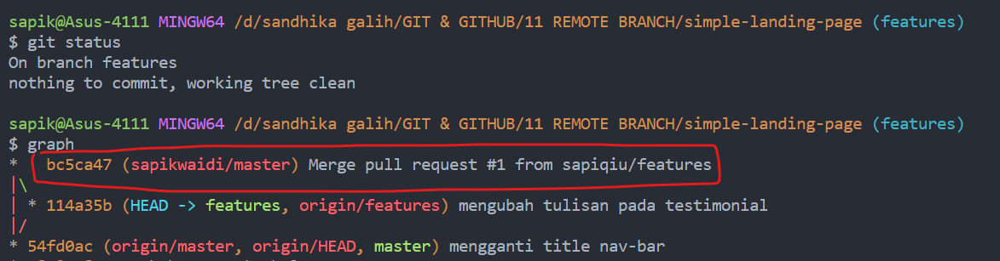 sapik@Asus-4111 MINGW64 /d/sandhika galih/GIT & GITHUB/11 REMOTE BRANCH/simple-landing-page (features)
$ git status
On branch features
nothing to commit, working tree clean
sapik@Asus-4111 MINGW64 /d/sandhika galih/GIT & GITHUB/11 REMOTE BRANCH/simple-landing-page (features)
$ graph
*   bc5ca47 (sapikwaidi/master) Merge pull request #1 from sapiqiu/features
|\
| * 114a35b (HEAD -> features, origin/features) mengubah tulisan pada testimonial
|/
* 54fd0ac (origin/master, origin/HEAD, master) mengganti title nav-bar